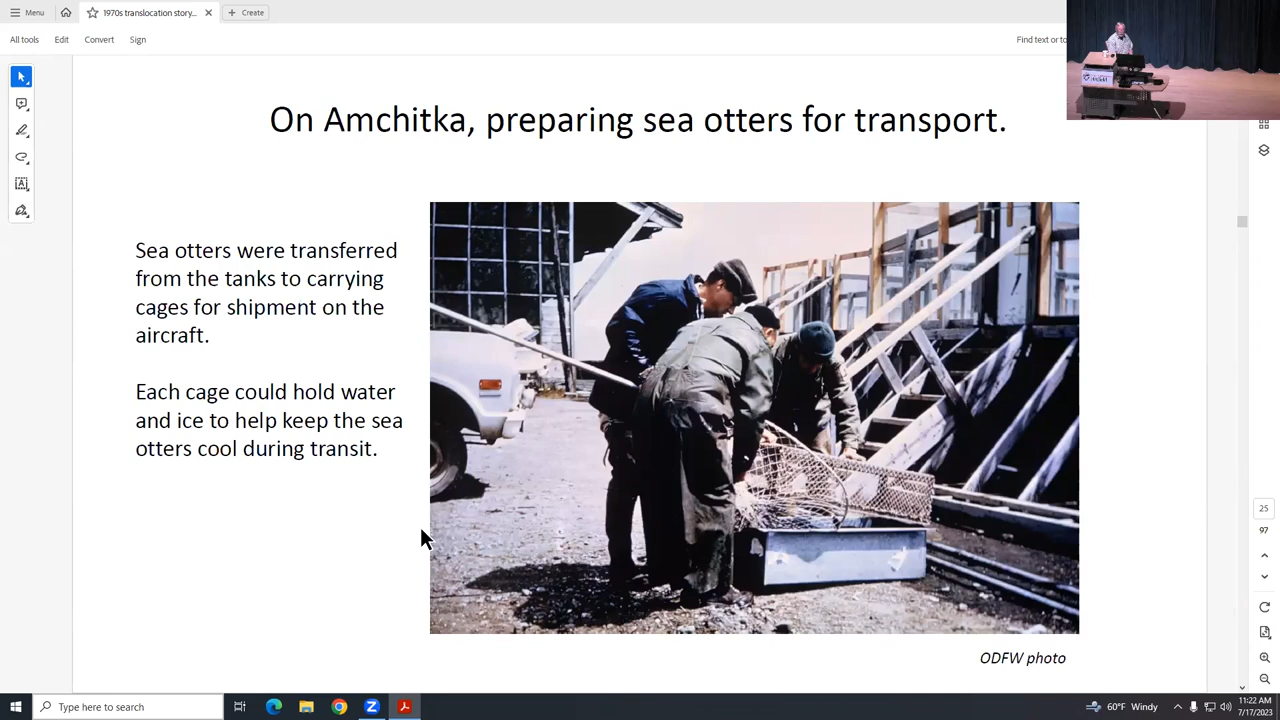 Menu
1970s translocation story...
Create
All tools
Edit
Convert
Sign
Find text or to
On Amchitka, preparing sea otters for transport.
Sea otters were transferred
from the tanks to carrying
cages for shipment on the
aircraft.
Each cage could hold water
and ice to help keep the sea
otters cool during transit.
ODFW photo
25
97
Type here to search
60°F Windy
11:22 AM
7/17/2023